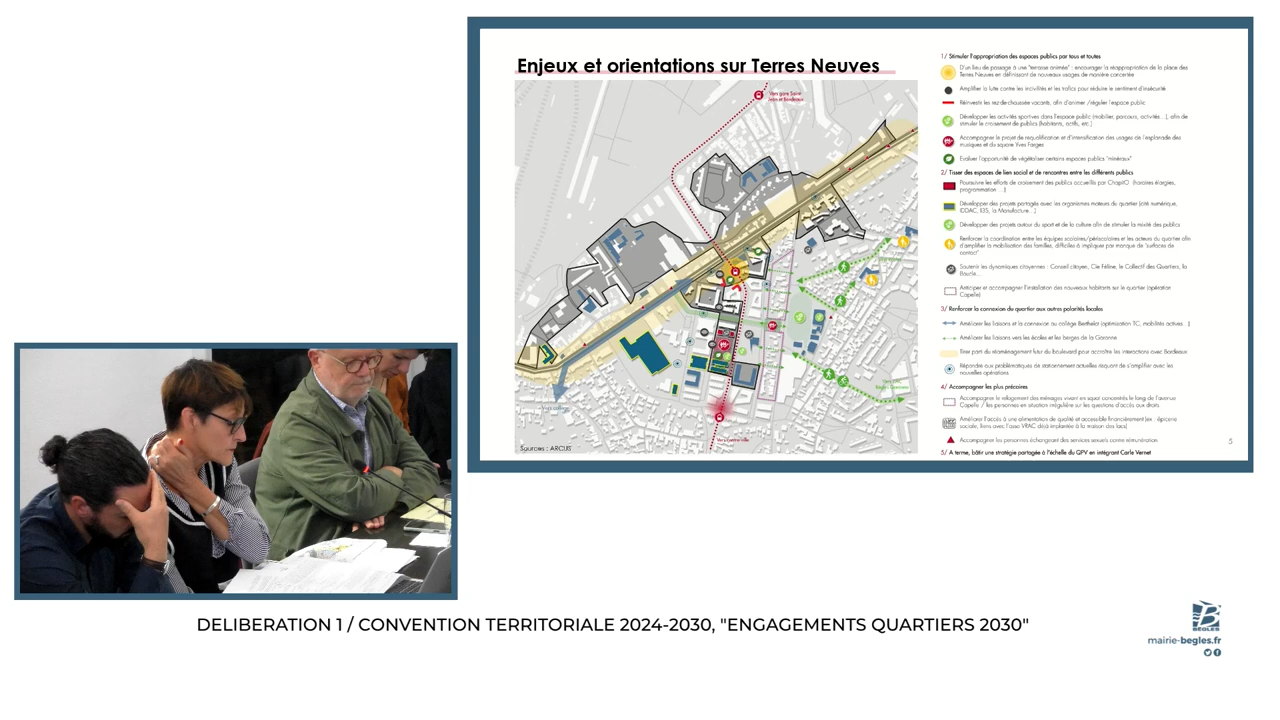 Enjeux et orientations sur Terres Neuves
Vers gare Saint
Jean et Bordeaux
Vers collège
Vers centre-ville
Sources : ARCUS
1/ Stimuler l'appropriation des espaces publics par tous et toutes
D'un lieu de passage à une "terrasse animée" : encourager la réappropriation de la place des
Terres Neuves en définissant de nouveaux usages de manière concertée
Amplifier la lutte contre les incivilités et les trafics pour réduire le sentiment d'insécurité
Réinvestir les rez-de-chaussée vacants, afin d'animer /réguler l'espace public
Développer les activités sportives dans l'espace public (mobilier, parcours, activités…), afin de
stimuler le croisement de publics (habitants, actifs, etc.)
Accompagner le projet de requalification et d'intensification des usages de l'esplanade des
musiques et du square Yves Farges
Evaluer l'opportunité de végétaliser certains espaces publics "minéraux"
2/ Tisser des espaces de lien social et de rencontres entre les différents publics
Poursuivre les efforts de croisement des publics accueillis par ChapitO (horaires élargies,
programmation …)
Développer des projets partagés avec les organismes moteurs du quartier (cité numérique,
IDDAC, E3S, la Manufacture…)
Développer des projets autour du sport et de la culture afin de stimuler la mixité des publics
Renforcer la coordination entre les équipes scolaires/périscolaires et les acteurs du quartier afin
d'amplifier la mobilisation des familles, difficiles à impliquer par manque de 'surfaces de
contact'
Soutenir les dynamiques citoyennes : Conseil citoyen, Cie Féline, le Collectif des Quartiers, la
Boucle…
Anticiper et accompagner l'installation des nouveaux habitants sur le quartier (opération
Capelle)
3/ Renforcer la connexion du quartier aux autres polarités locales
Améliorer les liaisons et la connexion au collège Berthelot (optimisation TC, mobilités actives…)
Améliorer les liaisons vers les écoles et les berges de la Garonne
Tirer parti du réaménagement futur du Boulevard pour accroître les interactions avec Bordeaux
Répondre aux problématiques de stationnement actuelles risquant de s'amplifier avec les
nouvelles opérations
4/ Accompagner les plus précaires
Accompagner le relogement des ménages vivant en squat concentrés le long de l'avenue
Capelle / les personnes en situation irrégulière sur les questions d'accès aux droits
Améliorer l'accès à une alimentation de qualité et accessible financièrement (ex : épicerie
sociale, liens avec l'asso VRAC déjà implantée à la maison des lacs)
Accompagner les personnes échangeant des services sexuels contre rémunération
5/ A terme, bâtir une stratégie partagée à l'échelle du QPV en intégrant Carle Vernet
5
DELIBERATION 1 / CONVENTION TERRITORIALE 2024-2030, "ENGAGEMENTS QUARTIERS 2030"
BÈGLES
mairie-begles.fr